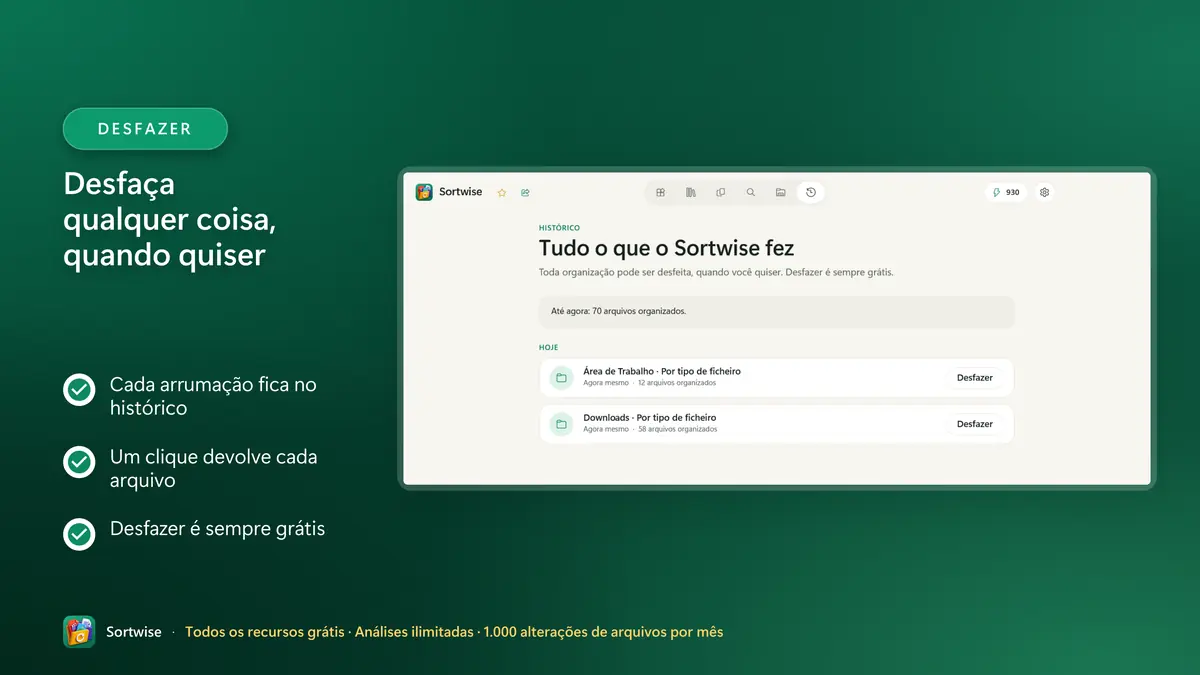 DESFAZER
Desfaça
qualquer coisa,
quando quiser
Cada arrumação fica no
histórico
Um clique devolve cada
arquivo
Desfazer é sempre grátis
Sortwise
930
HISTÓRICO
Tudo o que o Sortwise fez
Toda organização pode ser desfeita, quando você quiser. Desfazer é sempre grátis.
Até agora: 70 arquivos organizados.
HOJE
Área de Trabalho · Por tipo de ficheiro
Agora mesmo · 12 arquivos organizados
Desfazer
Downloads · Por tipo de ficheiro
Agora mesmo · 58 arquivos organizados
Desfazer
Sortwise · Todos os recursos grátis · Análises ilimitadas · 1.000 alterações de arquivos por mês